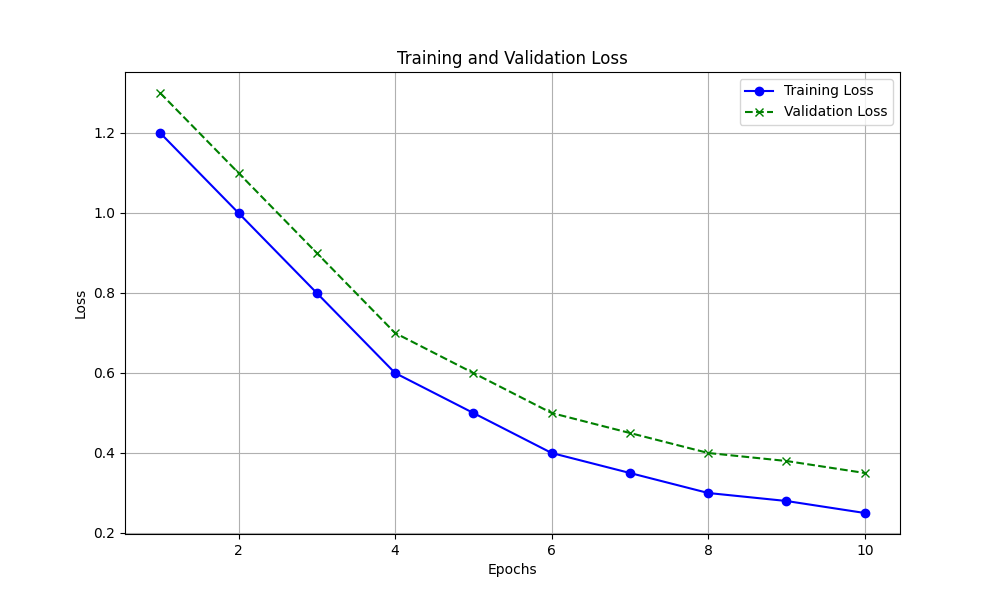 Training and Validation Loss
Training Loss
Validation Loss
1.2
1.0
0.8
0.6
0.4
0.2
Loss
2 4 6 8 10
Epochs